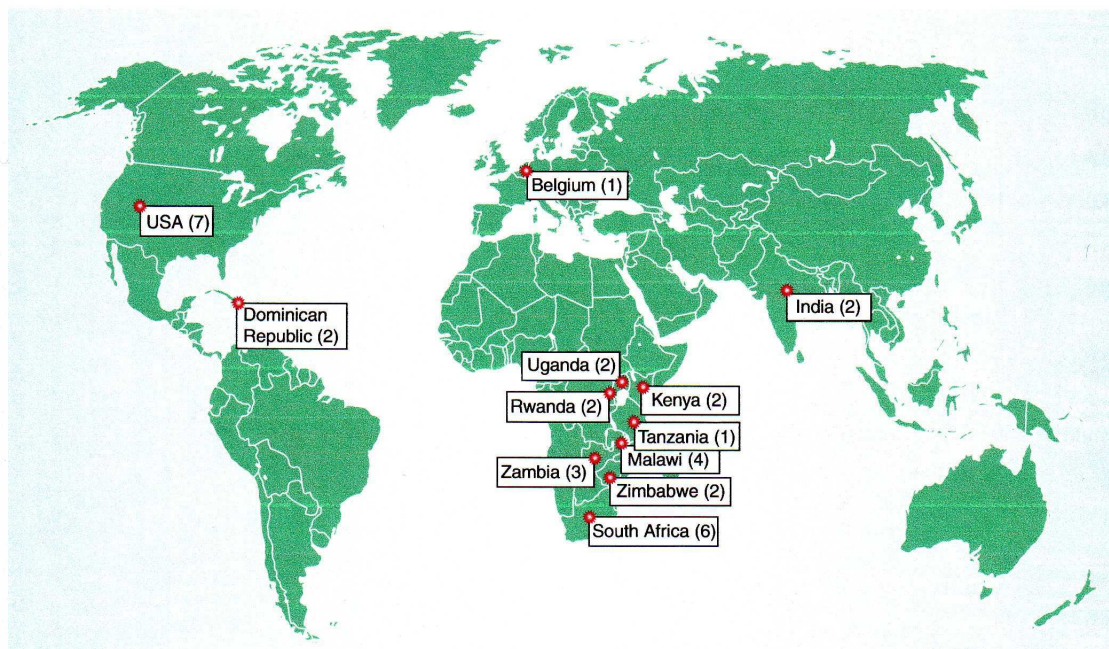 Belgium (1)
USA (7)
India (2)
Dominican
Republic (2)
Uganda (2)
Rwanda (2)
Kenya (2)
Tanzania (1)
Malawi (4)
Zambia (3)
Zimbabwe (2)
South Africa (6)